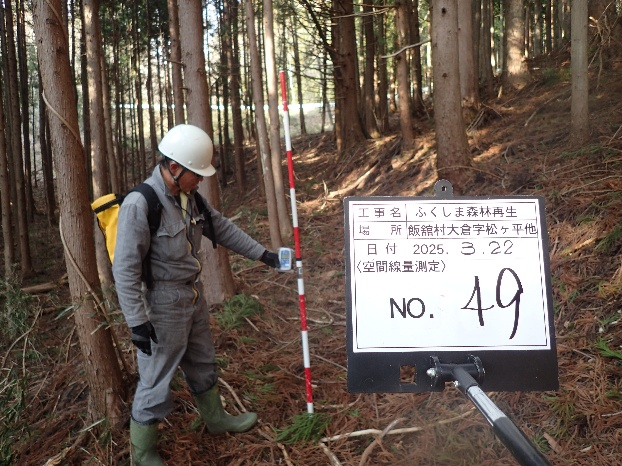 工事名 ふくしま森林再生
場所 飯舘村大倉字松ヶ平他
日付 2025. 3. 22
〈空間線量測定〉
NO. 49